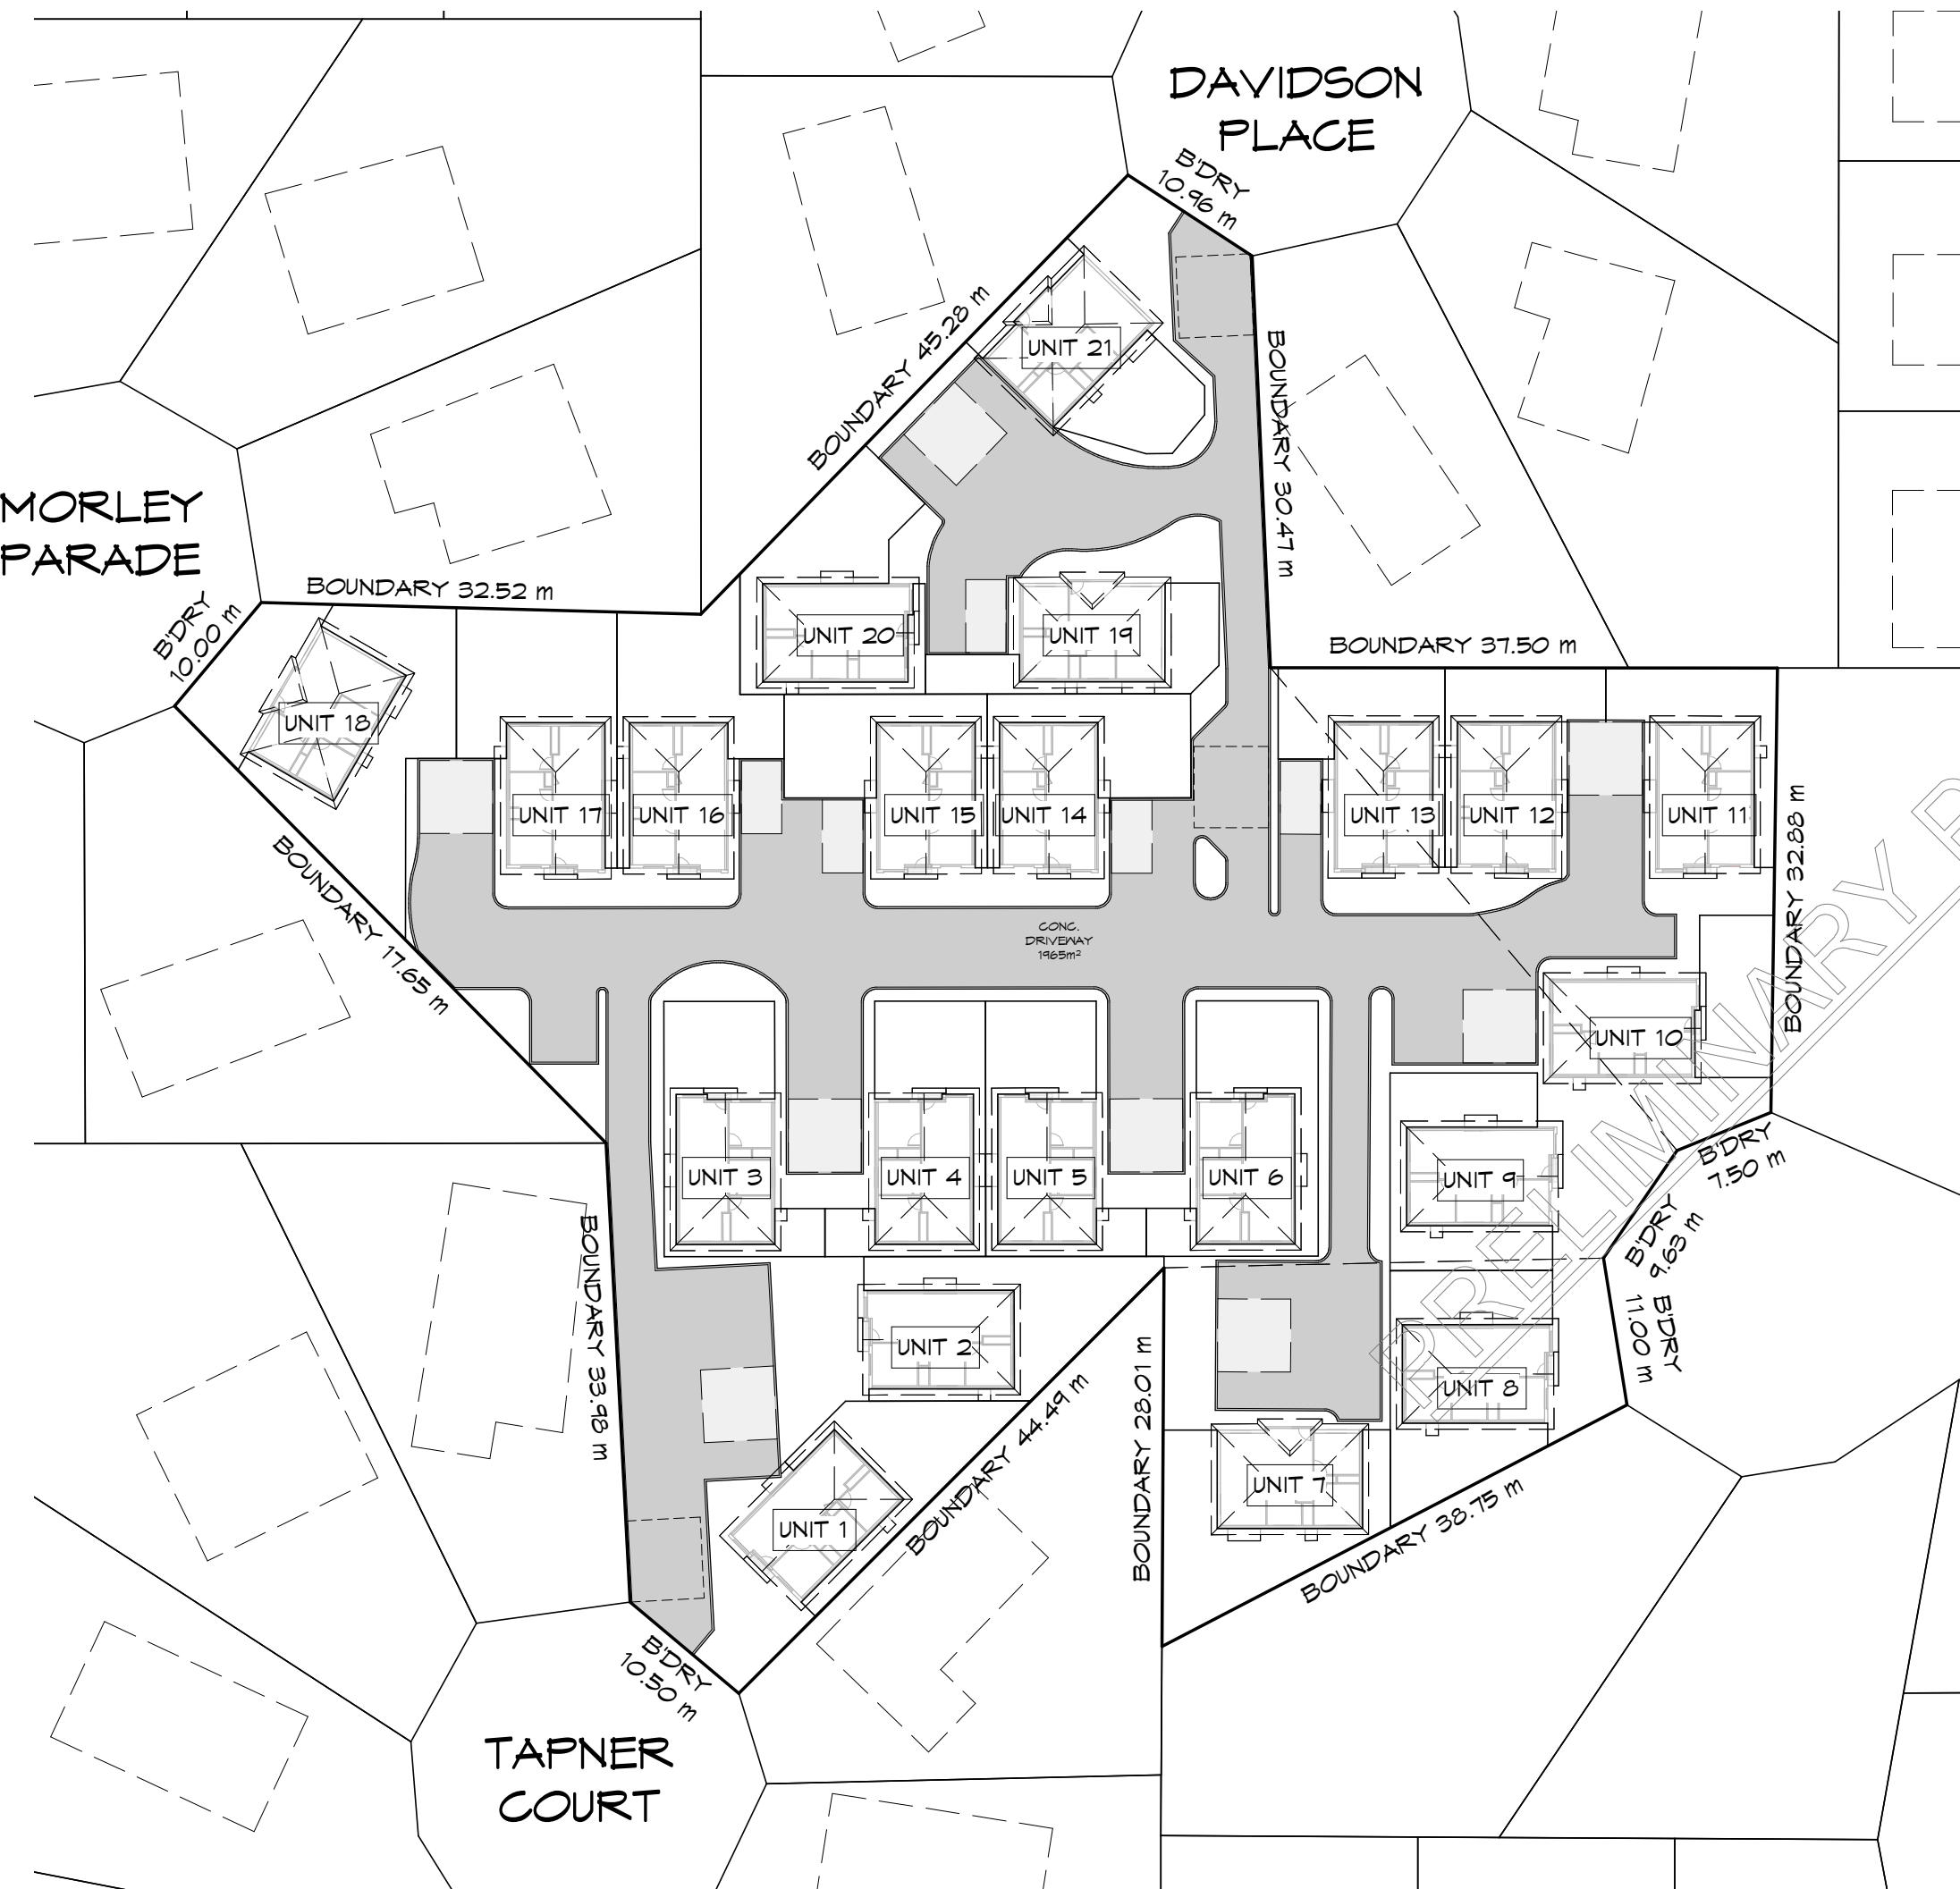 DAVIDSON
PLACE
B'DRY
10.96 m
BOUNDARY 45.28 m
UNIT 21
BOUNDARY 30.47 m
MORLEY
PARADE
BOUNDARY 32.52 m
B'DRY
10.00 m
UNIT 20
UNIT 19
BOUNDARY 37.50 m
UNIT 18
UNIT 17
UNIT 16
UNIT 15
UNIT 14
UNIT 13
UNIT 12
UNIT 11
BOUNDARY 32.88 m
BOUNDARY 17.65 m
CONC.
DRIVEWAY
1965m²
UNIT 10
PRELIMINARY
B'DRY
7.50 m
UNIT 3
UNIT 4
UNIT 5
UNIT 6
UNIT 9
B'DRY
9.63 m
BOUNDARY 33.98 m
UNIT 2
BOUNDARY 44.49 m
BOUNDARY 28.01 m
UNIT 8
B'DRY
11.00 m
UNIT 7
UNIT 1
BOUNDARY 38.75 m
B'DRY
10.50 m
TAPNER
COURT